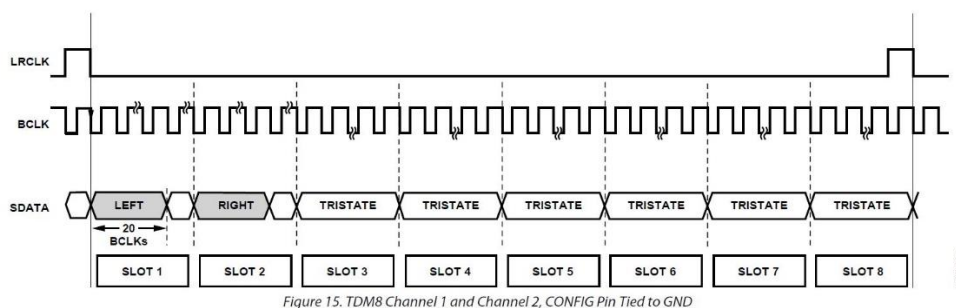 LRCLK
BCLK
SDATA LEFT RIGHT TRISTATE TRISTATE TRISTATE TRISTATE TRISTATE TRISTATE
20
BCLKs
SLOT 1 SLOT 2 SLOT 3 SLOT 4 SLOT 5 SLOT 6 SLOT 7 SLOT 8
Figure 15. TDM8 Channel 1 and Channel 2, CONFIG Pin Tied to GND